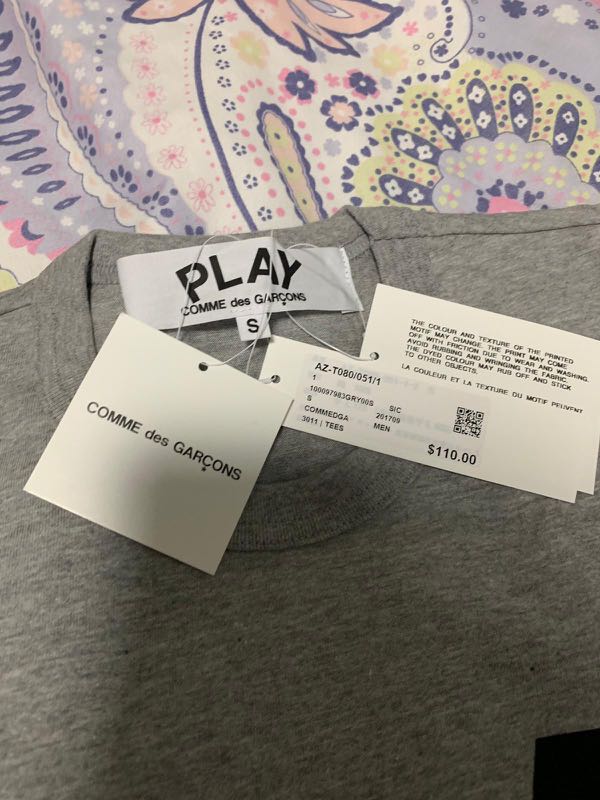 PLAY
COMME des GARÇONS
S
COMME des GARÇONS
AZ-T080/051/1
1
100097983GRY00S SIC
S 201709
COMMEDGA MEN
3011 | TEES
$110.00
THE COLOUR AND TEXTURE OF THE PRINTED
MOTIF MAY CHANGE. THE PRINT MAY COME
OFF WITH FRICTION DUE TO WEAR AND WASHING.
AVOID RUBBING AND WRINGING THE FABRIC.
THE DYED COLOUR MAY RUB OFF AND STICK
TO OTHER OBJECTS.
LA COULEUR ET LA TEXTURE DU MOTIF PEUVENT